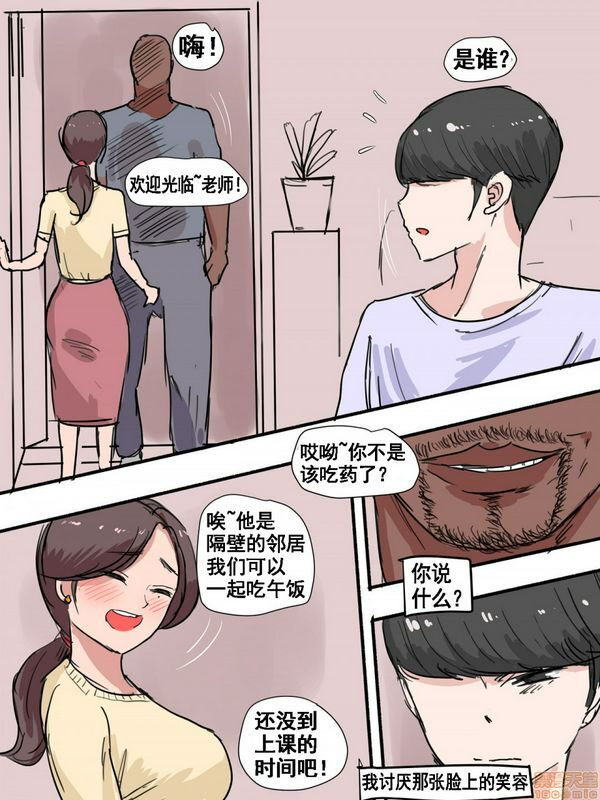 嗨！
是谁？
欢迎光临~老师！
哎呦~你不是
该吃药了？
唉~他是
隔壁的邻居
我们可以
一起吃午饭
你说
什么？
还没到
上课的
时间吧！
我讨厌那张脸上的笑容